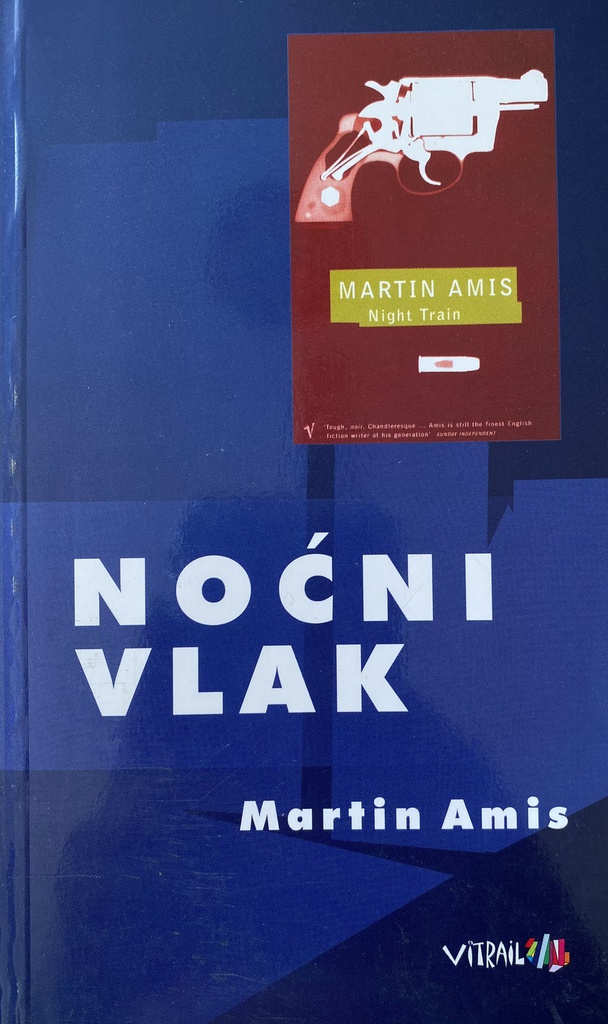 MARTIN AMIS
Night Train
V 'Tough, noir, Chandleresque ... Amis is still the finest English
fiction writer of his generation' SUNDAY INDEPENDENT
NOĆNI
VLAK
Martin Amis
ViTRAIL